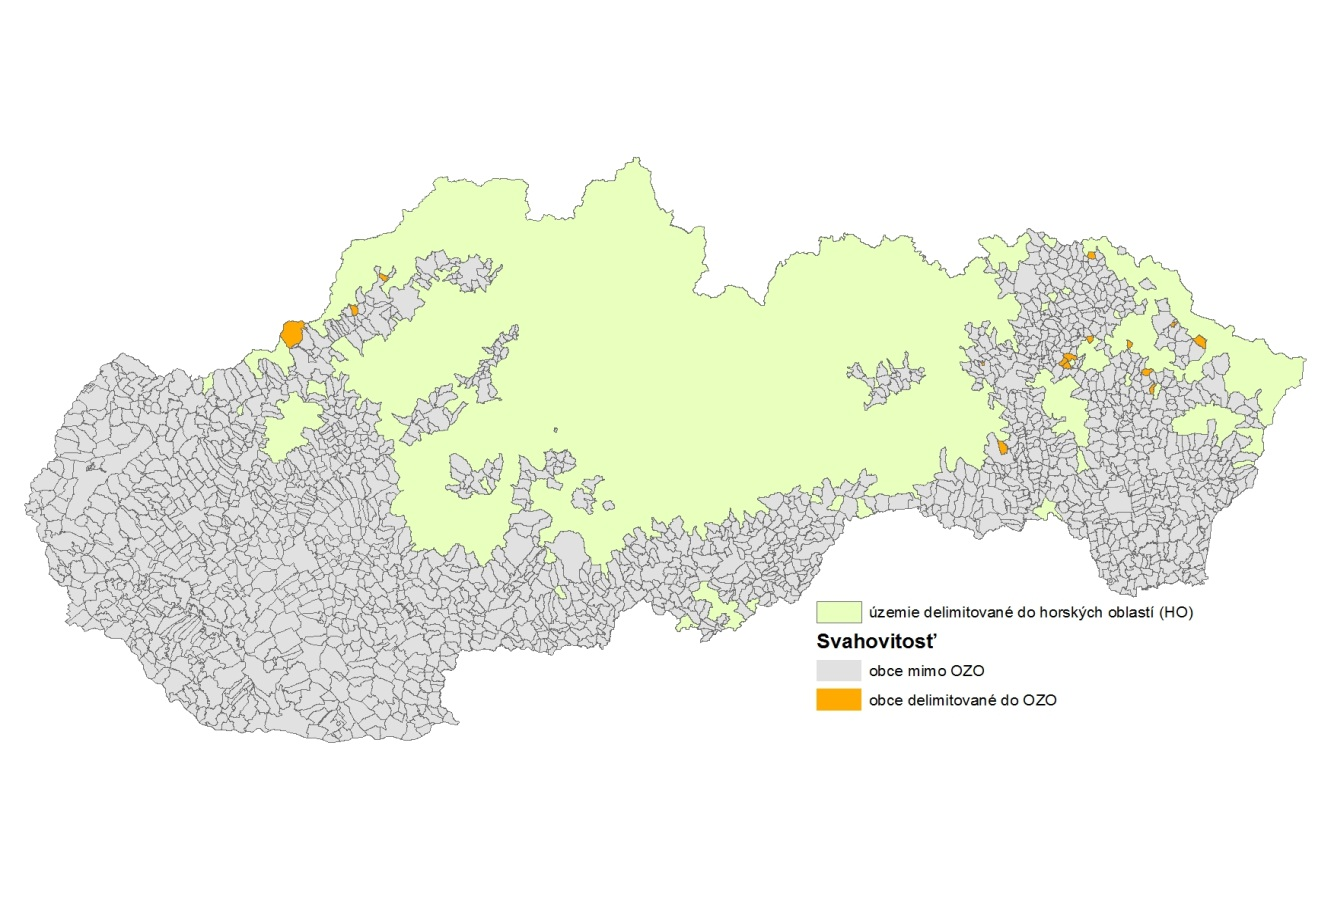 územie delimitované do horských oblastí (HO)
Svahovitosť
obce mimo OZO
obce delimitované do OZO